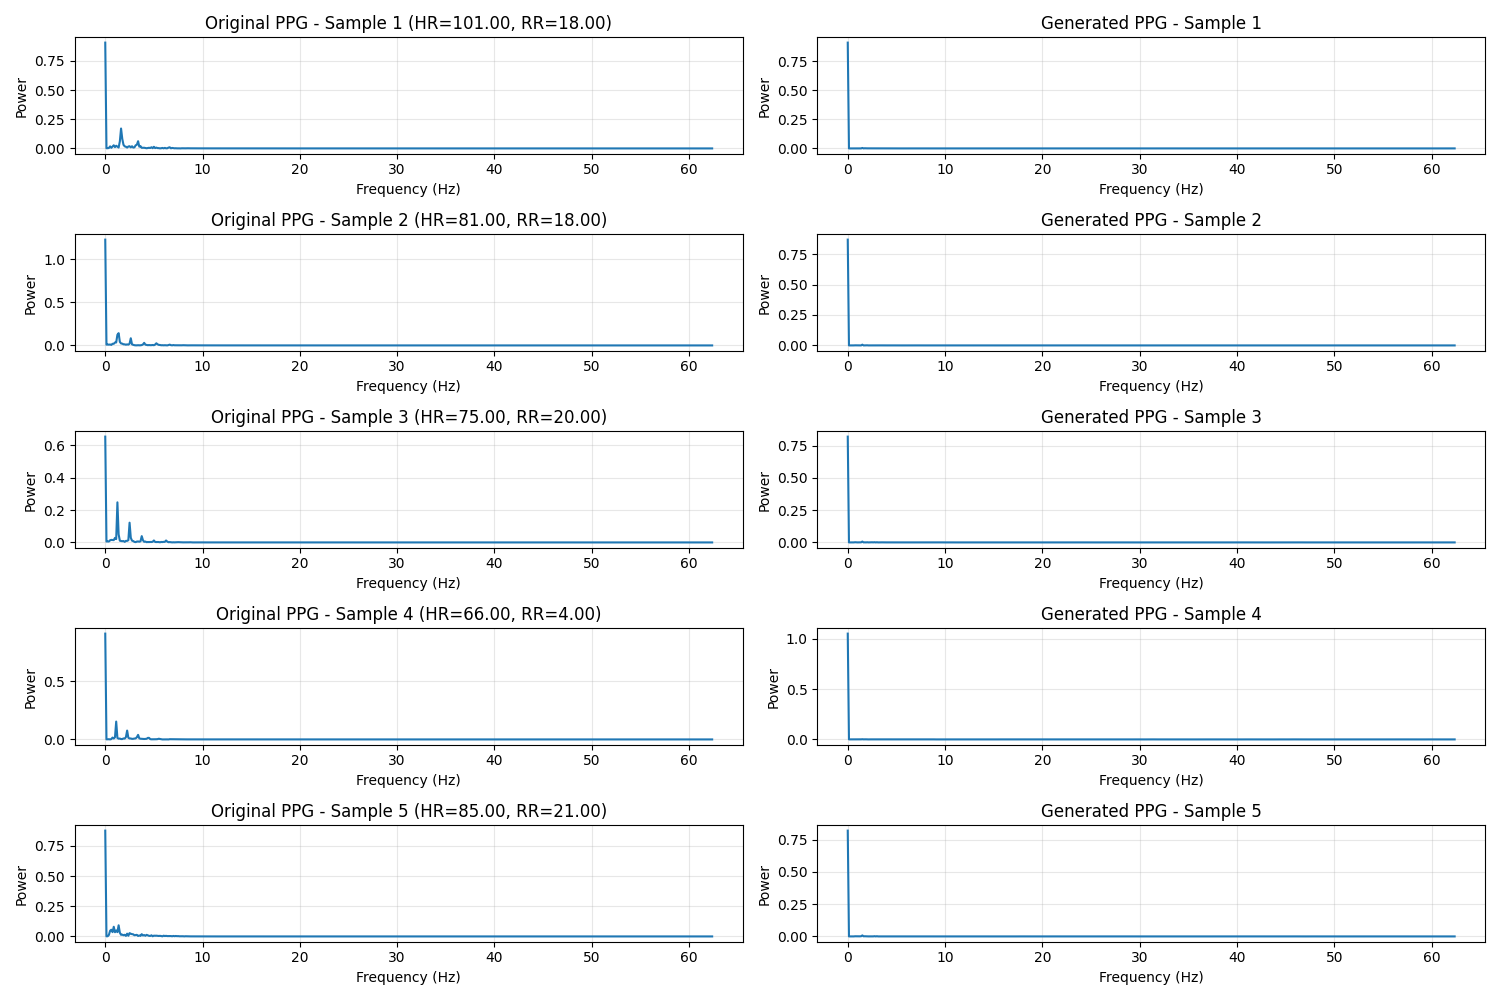 Original PPG - Sample 1 (HR=101.00, RR=18.00)
Power
0.75
0.50
0.25
0.00
0 10 20 30 40 50 60
Frequency (Hz)
Generated PPG - Sample 1
Power
0.75
0.50
0.25
0.00
0 10 20 30 40 50 60
Frequency (Hz)
Original PPG - Sample 2 (HR=81.00, RR=18.00)
Power
1.0
0.5
0.0
0 10 20 30 40 50 60
Frequency (Hz)
Generated PPG - Sample 2
Power
0.75
0.50
0.25
0.00
0 10 20 30 40 50 60
Frequency (Hz)
Original PPG - Sample 3 (HR=75.00, RR=20.00)
Power
0.6
0.4
0.2
0.0
0 10 20 30 40 50 60
Frequency (Hz)
Generated PPG - Sample 3
Power
0.75
0.50
0.25
0.00
0 10 20 30 40 50 60
Frequency (Hz)
Original PPG - Sample 4 (HR=66.00, RR=4.00)
Power
0.5
0.0
0 10 20 30 40 50 60
Frequency (Hz)
Generated PPG - Sample 4
Power
1.0
0.5
0.0
0 10 20 30 40 50 60
Frequency (Hz)
Original PPG - Sample 5 (HR=85.00, RR=21.00)
Power
0.75
0.50
0.25
0.00
0 10 20 30 40 50 60
Frequency (Hz)
Generated PPG - Sample 5
Power
0.75
0.50
0.25
0.00
0 10 20 30 40 50 60
Frequency (Hz)